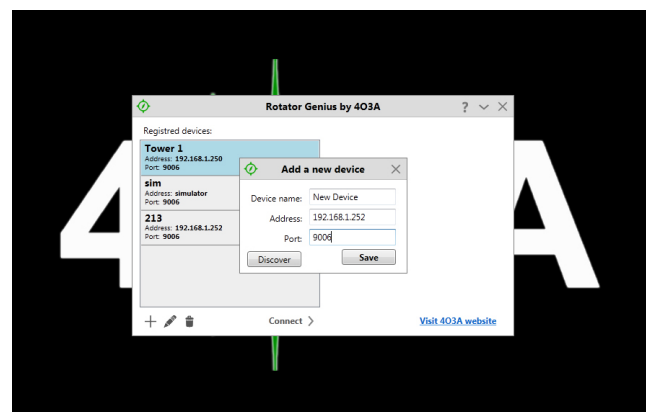 Rotator Genius by 4O3A
?
Registred devices:
Tower 1
Address: 192.168.1.250
Port: 9006
sim
Address: simulator
Port: 9006
213
Address: 192.168.1.252
Port: 9006
Add a new device
Device name: New Device
Address: 192.168.1.252
Port: 9006
Discover Save
Connect
Visit 4O3A website
4 A